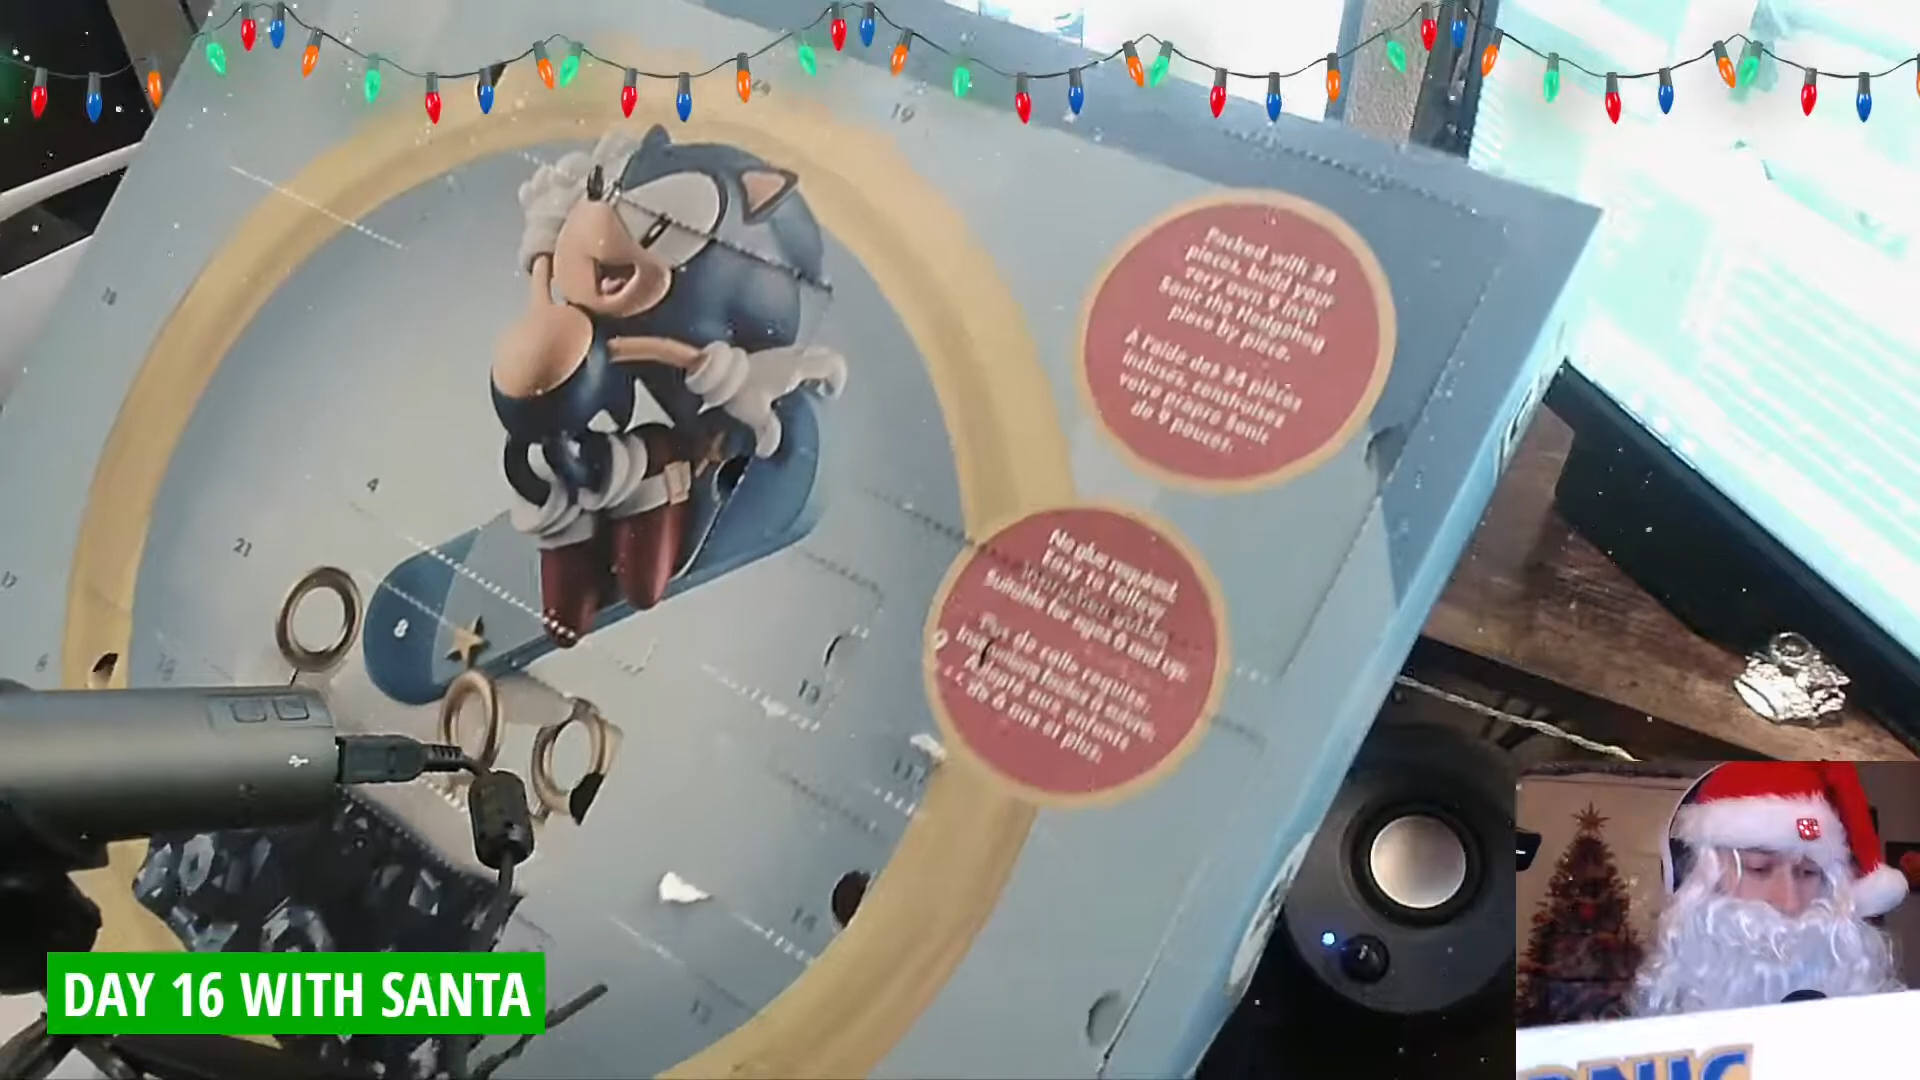 24
19
Packed with 24
pieces, build your
very own 9 inch
Sonic the Hedgehog
piece by piece.
À l'aide des 24 pièces
incluses, construisez
votre propre Sonic
de 9 pouces.
4
21
17
8
No glue required.
Easy to follow
Suitable for ages 6 and up.
Pas de colle requise.
Adapté aux enfants
de 6 ans et plus.
DAY 16 WITH SANTA